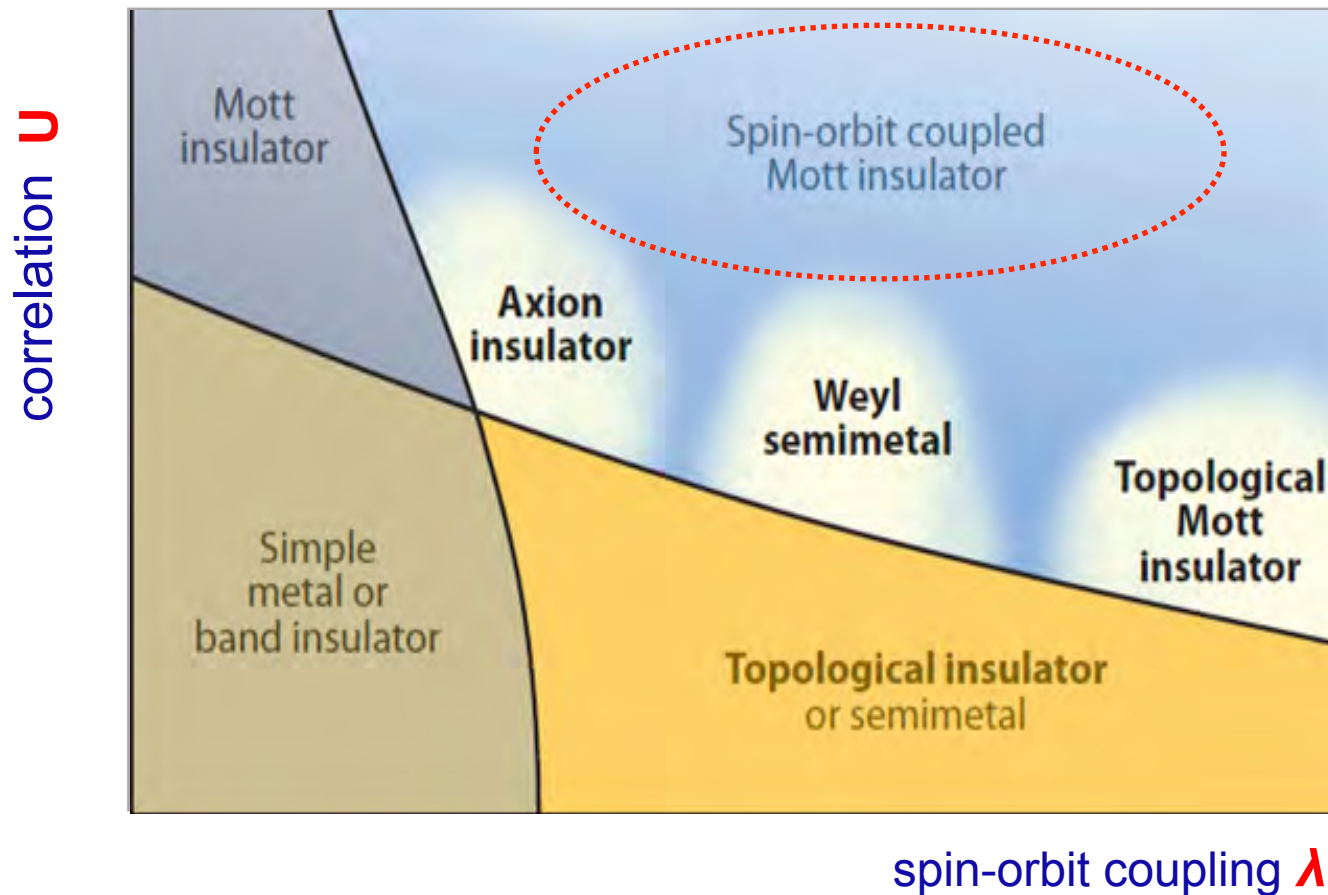 correlation U
Mott
insulator
Spin-orbit coupled
Mott insulator
Axion
insulator
Weyl
semimetal
Topological
Mott
insulator
Simple
metal or
band insulator
Topological insulator
or semimetal
spin-orbit coupling λ